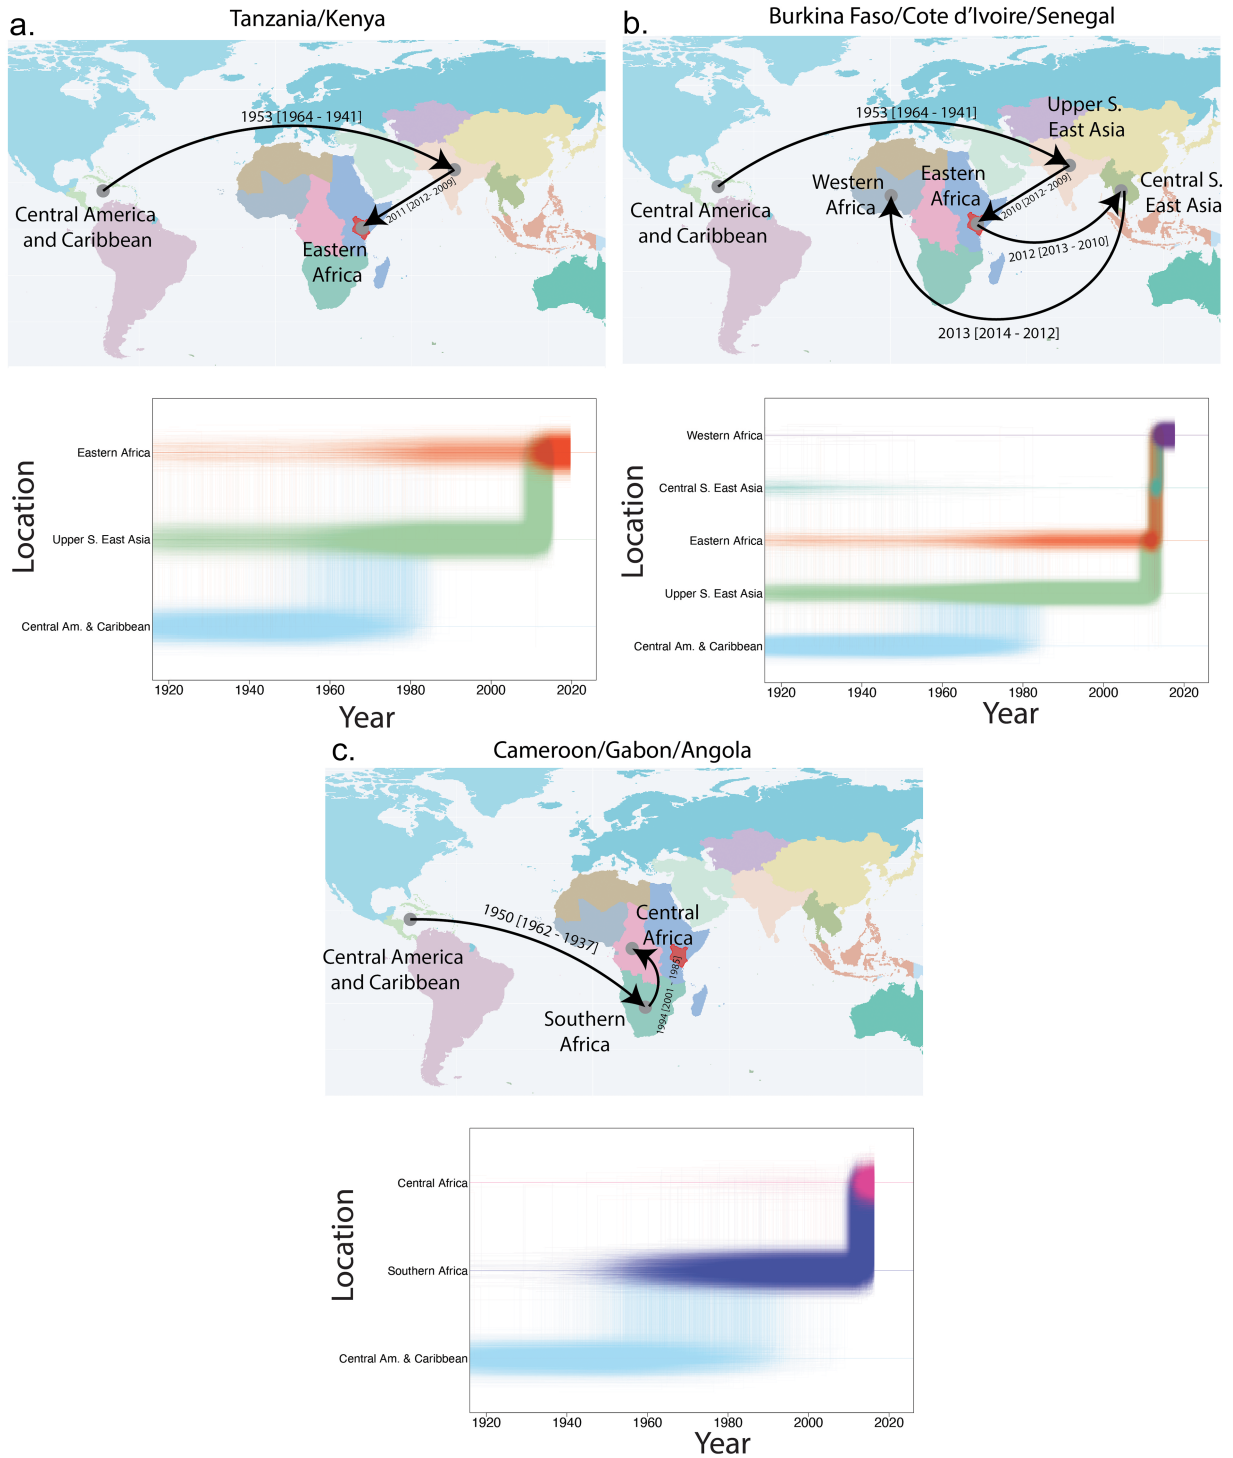 a.
Tanzania/Kenya
1953 [1964 - 1941]
2011 [2012-2009]
Central America
and Caribbean
Eastern
Africa
Location
Eastern Africa
Upper S. East Asia
Central Am. & Caribbean
1920 1940 1960 1980 2000 2020
Year
b.
Burkina Faso/Cote d'Ivoire/Senegal
1953 [1964 - 1941]
Upper S.
East Asia
Western
Africa
Eastern
Africa
2010 [2012- 2009]
Central S.
East Asia
Central America
and Caribbean
2012 [2013 - 2010]
2013 [2014 - 2012]
Location
Western Africa
Central S. East Asia
Eastern Africa
Upper S. East Asia
Central Am. & Caribbean
1920 1940 1960 1980 2000 2020
Year
c.
Cameroon/Gabon/Angola
1950 [1962 - 1937]
Central
Africa
Central America
and Caribbean
1994 [2001 - 1985]
Southern
Africa
Location
Central Africa
Southern Africa
Central Am. & Caribbean
1920 1940 1960 1980 2000 2020
Year